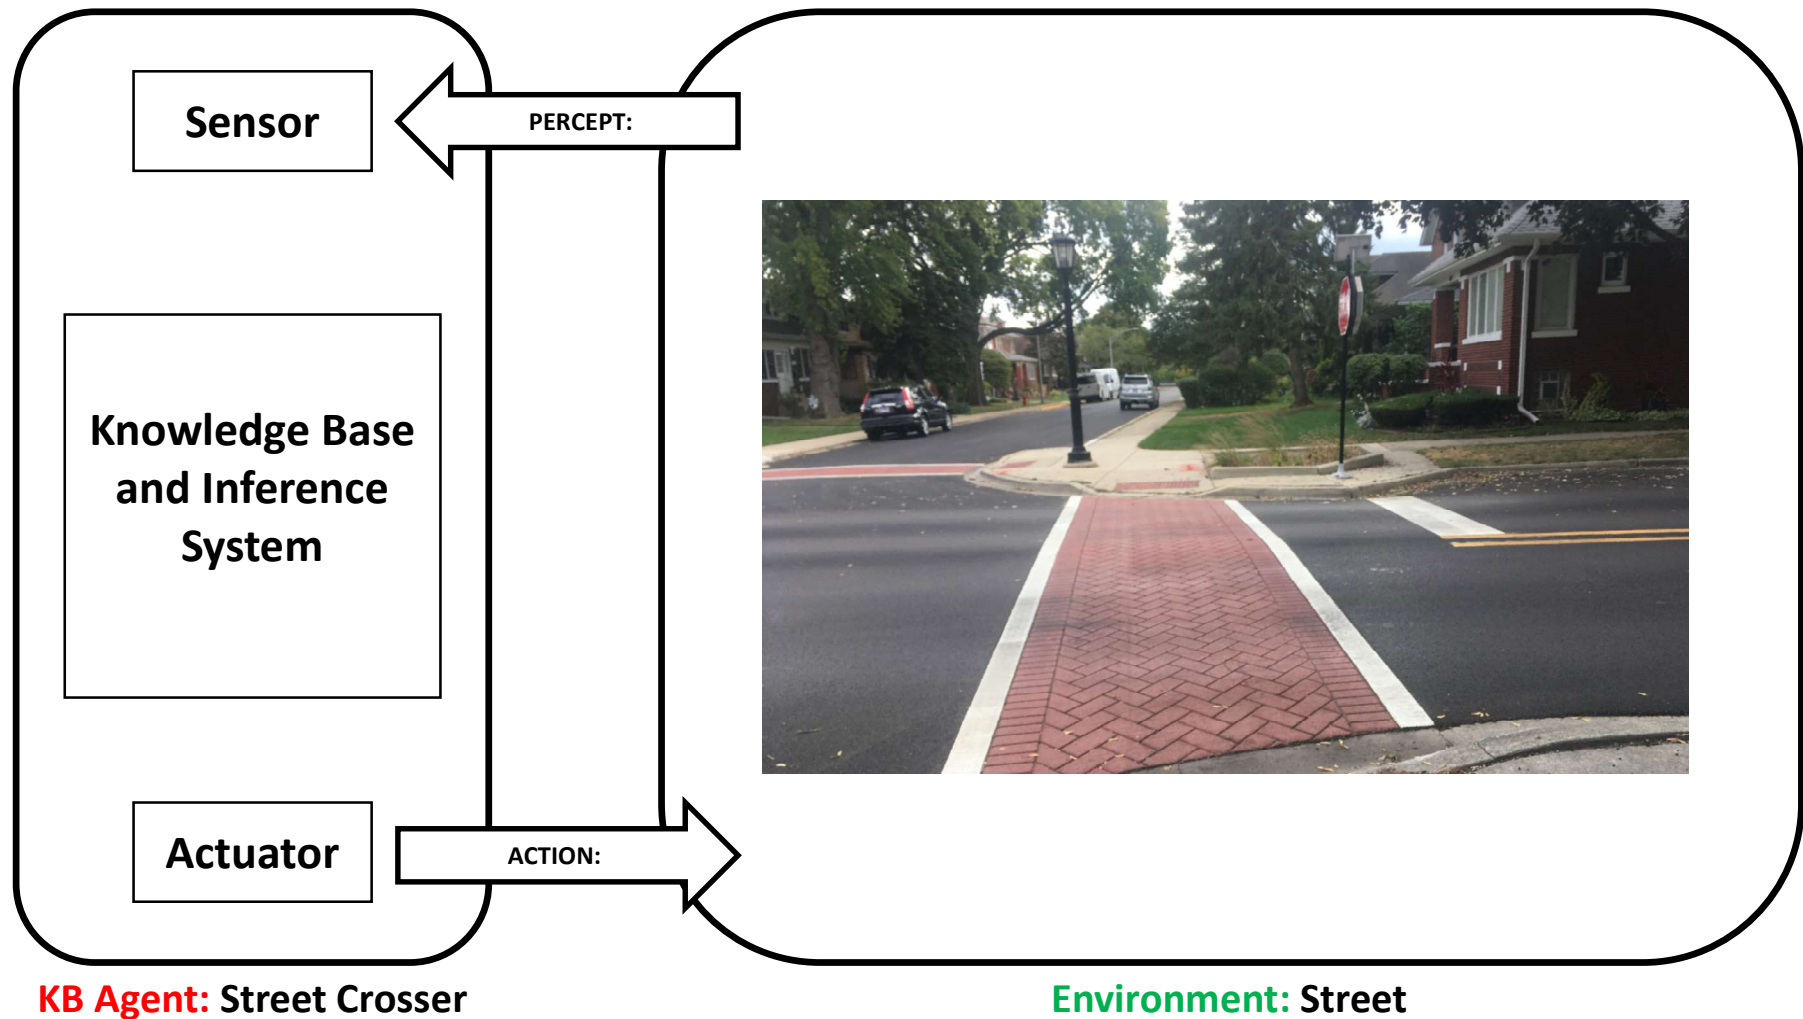 Sensor
PERCEPT:
Knowledge Base
and Inference
System
Actuator
ACTION:
KB Agent: Street Crosser
Environment: Street